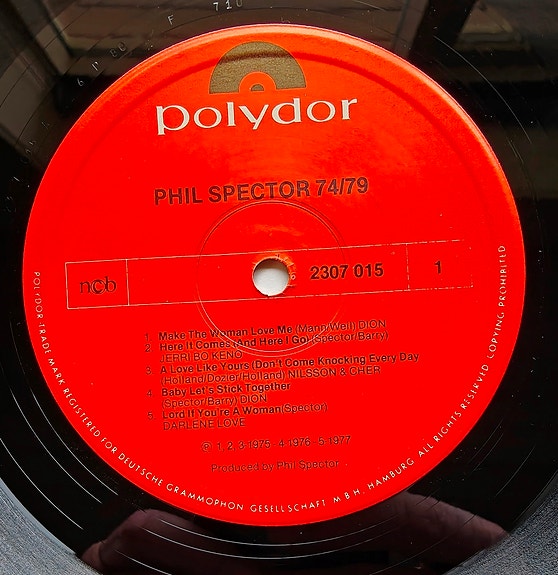 polydor
PHIL SPECTOR 74/79
ncb
2307 015
1
1. Make The Woman Love Me (Mann/Weil) DION
2. Here It Comes (And Here I Go) (Spector/Barry)
JERRI BO KENO
3. A Love Like Yours (Don't Come Knocking Every Day
(Holland/Dozier/Holland) NILSSON & CHER
4. Baby Let's Stick Together
(Spector/Barry) DION
5. Lord If You're A Woman (Spector)
DARLENE LOVE
℗ 1, 2, 3:1975 4:1976 5:1977
Produced by Phil Spector
POLYDOR-TRADE MARK REGISTERED FOR DEUTSCHE GRAMMOPHON GESELLSCHAFT M B H, HAMBURG ALL RIGHTS RESERVED COPYING PROHIBITED